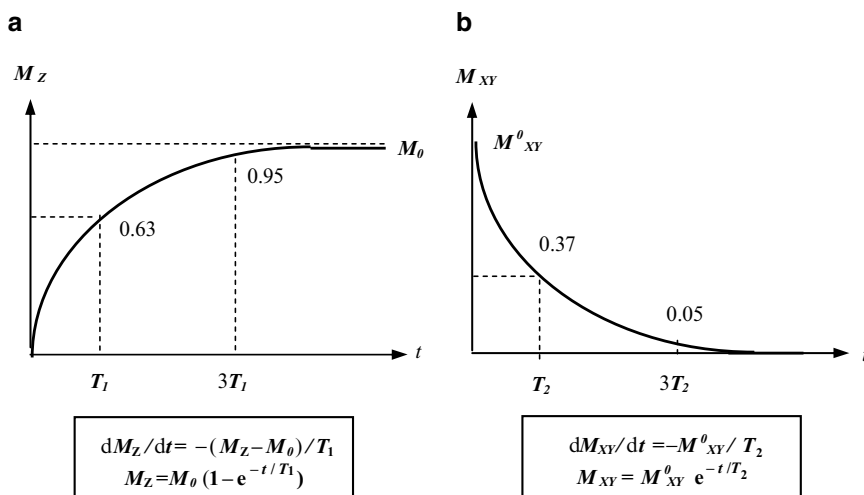 a
M_Z
M_0
0.95
0.63
t
T_1
3T_1
dM_Z/dt = -(M_Z-M_0)/T_1
M_Z = M_0 (1-e^{-t/T_1})
b
M_XY
M^0_XY
0.37
0.05
T_2
3T_2
dM_XY/dt = -M^0_XY / T_2
M_XY = M^0_XY e^{-t/T_2}